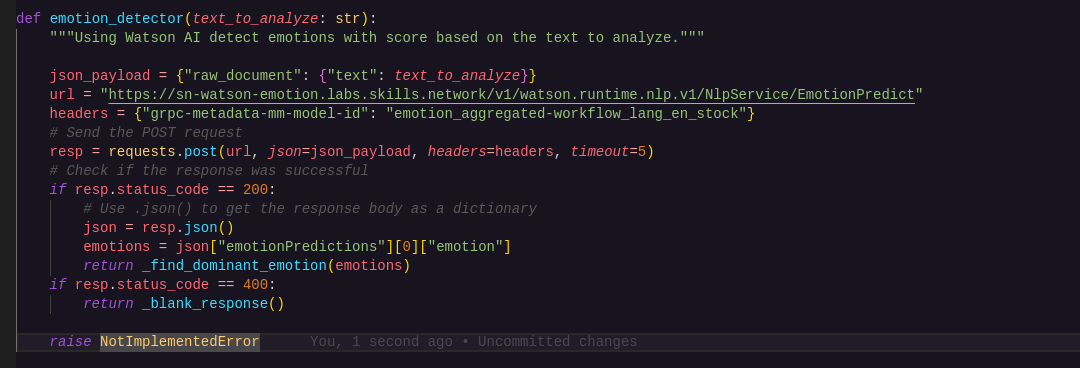 def emotion_detector(text_to_analyze: str):
    """Using Watson AI detect emotions with score based on the text to analyze."""

    json_payload = {"raw_document": {"text": text_to_analyze}}
    url = "https://sn-watson-emotion.labs.skills.network/v1/watson.runtime.nlp.v1/NlpService/EmotionPredict"
    headers = {"grpc-metadata-mm-model-id": "emotion_aggregated-workflow_lang_en_stock"}
    # Send the POST request
    resp = requests.post(url, json=json_payload, headers=headers, timeout=5)
    # Check if the response was successful
    if resp.status_code == 200:
        # Use .json() to get the response body as a dictionary
        json = resp.json()
        emotions = json["emotionPredictions"][0]["emotion"]
        return _find_dominant_emotion(emotions)
    if resp.status_code == 400:
        return _blank_response()

    raise NotImplementedError      You, 1 second ago • Uncommitted changes